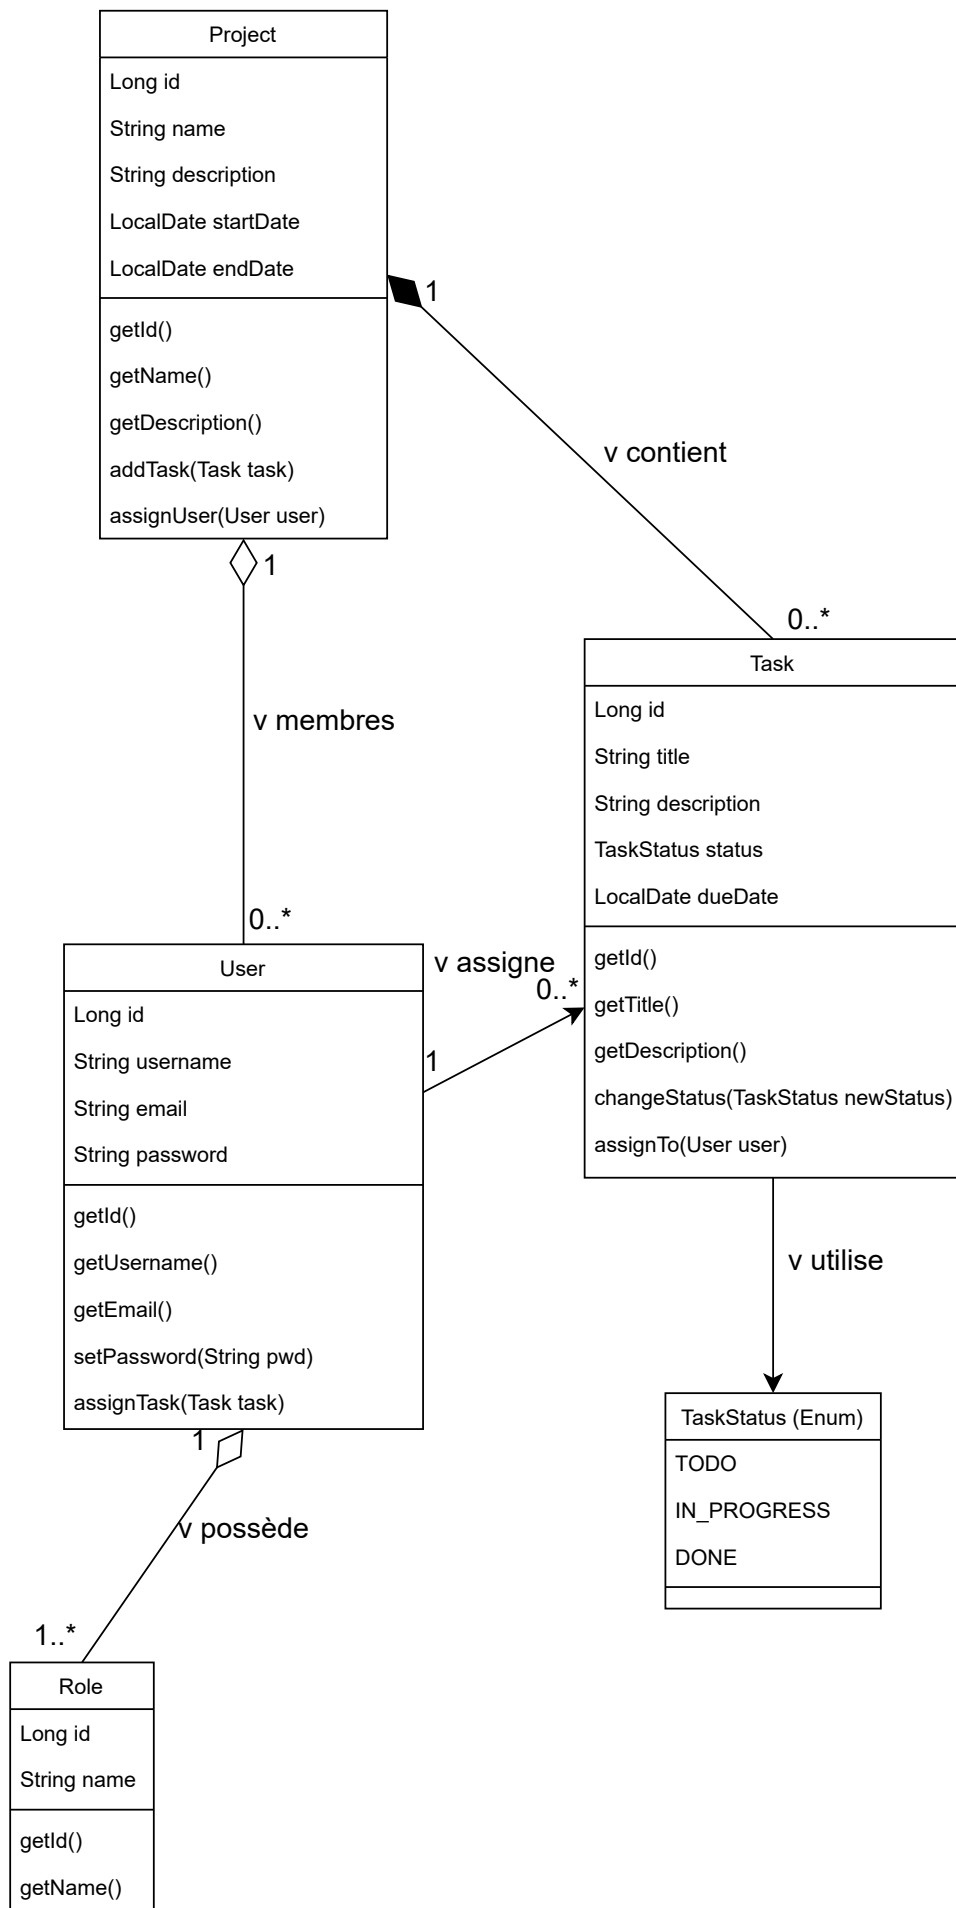 Project
Long id
String name
String description
LocalDate startDate
LocalDate endDate
getId()
getName()
getDescription()
addTask(Task task)
assignUser(User user)
1
v contient
0..*
1
v membres
0..*
Task
Long id
String title
String description
TaskStatus status
LocalDate dueDate
getId()
getTitle()
getDescription()
changeStatus(TaskStatus newStatus)
assignTo(User user)
User
Long id
String username
String email
String password
getId()
getUsername()
getEmail()
setPassword(String pwd)
assignTask(Task task)
v assigne
0..*
1
v utilise
TaskStatus (Enum)
TODO
IN_PROGRESS
DONE
1
v possède
1..*
Role
Long id
String name
getId()
getName()